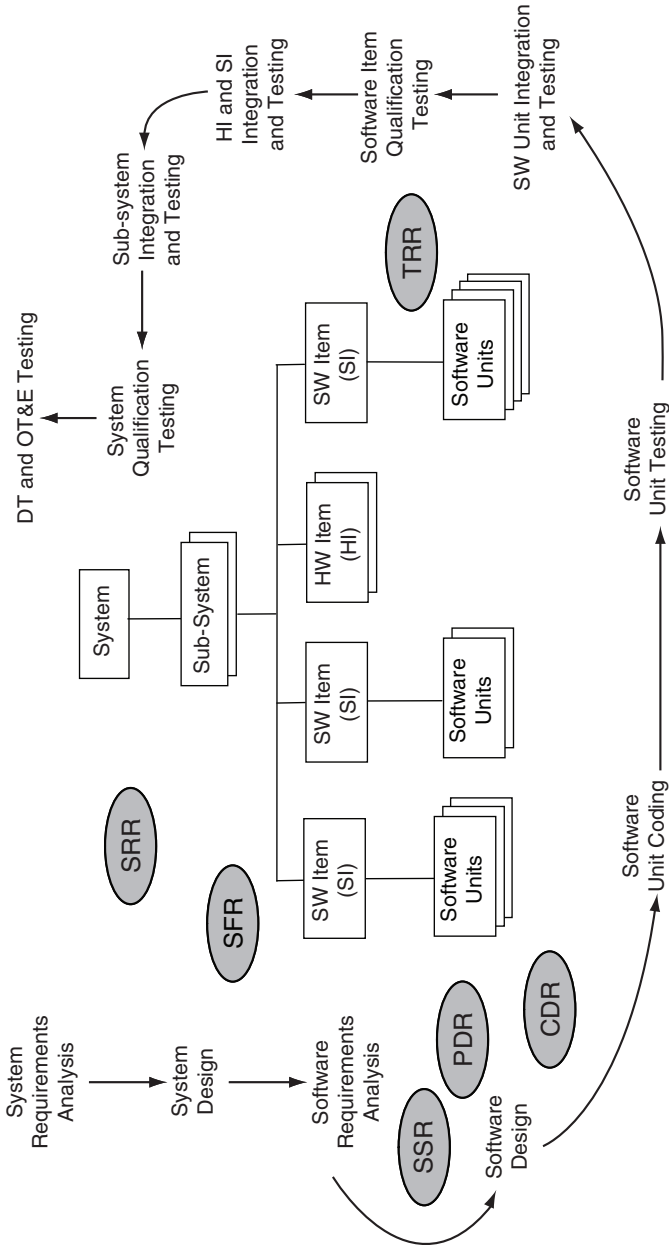 System
Requirements
Analysis
System
Design
Software
Requirements
Analysis
Software
Design
Software
Unit Coding
Software
Unit Testing
SW Unit Integration
and Testing
Software Item
Qualification
Testing
HI and SI
Integration
and Testing
Sub-system
Integration
and Testing
System
Qualification
Testing
DT and OT&E Testing
SRR
SFR
SSR
PDR
CDR
TRR
System
Sub-System
SW Item
(SI)
SW Item
(SI)
HW Item
(HI)
SW Item
(SI)
Software
Units
Software
Units
Software
Units